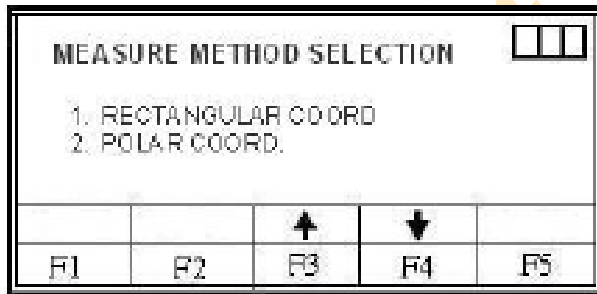 MEASURE METHOD SELECTION
1. RECTANGULAR COORD
2. POLAR COORD.
F1 F2 F3 F4 F5